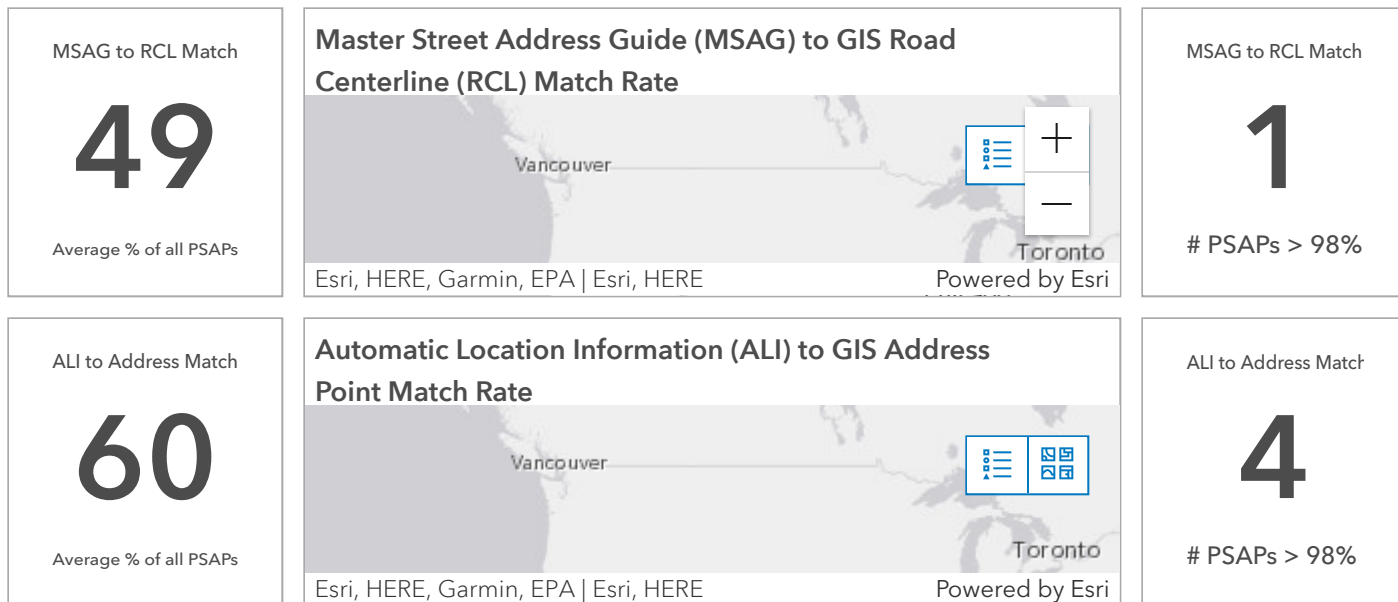 MSAG to RCL Match
49
Average % of all PSAPs
Master Street Address Guide (MSAG) to GIS Road
Centerline (RCL) Match Rate
Vancouver
Toronto
Esri, HERE, Garmin, EPA | Esri, HERE
Powered by Esri
MSAG to RCL Match
1
# PSAPs > 98%
ALI to Address Match
60
Average % of all PSAPs
Automatic Location Information (ALI) to GIS Address
Point Match Rate
Vancouver
Toronto
Esri, HERE, Garmin, EPA | Esri, HERE
Powered by Esri
ALI to Address Match
4
# PSAPs > 98%